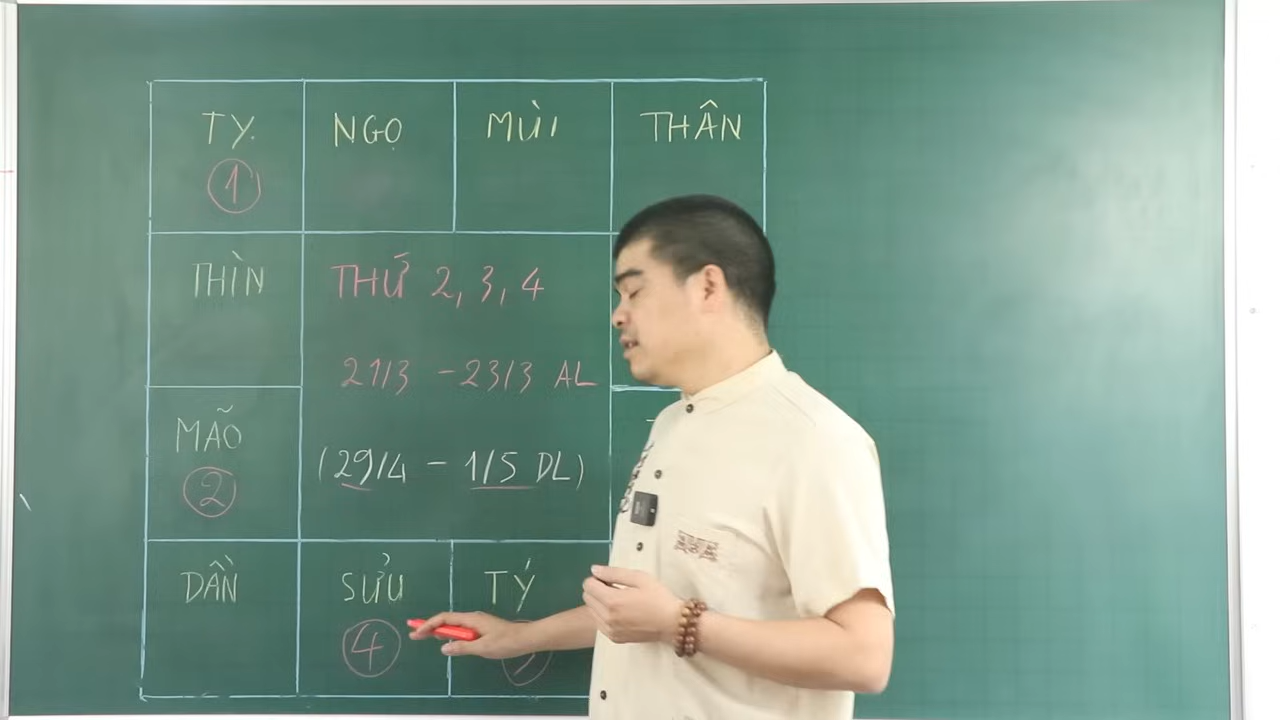 TỴ
NGỌ
MÙI
THÂN
1
THÌN
THỨ 2, 3, 4
21/3 - 23/3 AL
MÃO
2
(29/4 - 1/5 DL)
DẦN
SỬU
TÝ
4